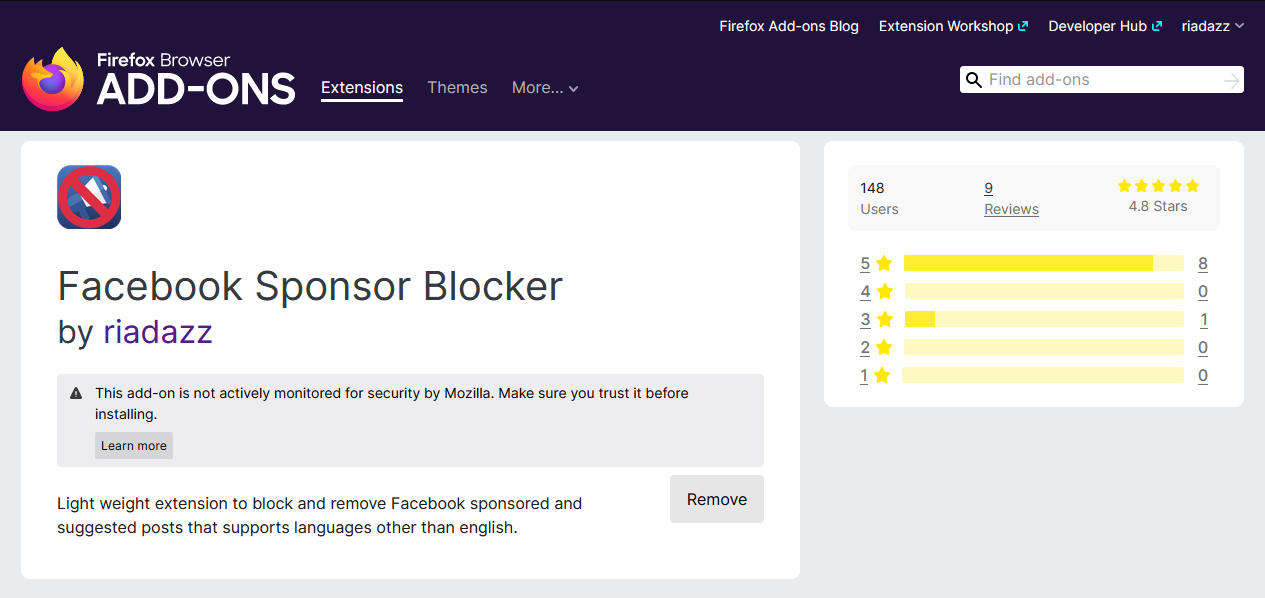 Firefox Add-ons Blog Extension Workshop Developer Hub riadazz
Firefox Browser
ADD-ONS
Extensions Themes More... Find add-ons
148 9
Users Reviews 4.8 Stars
Facebook Sponsor Blocker
by riadazz
5 8
4 0
3 1
2 0
1 0
This add-on is not actively monitored for security by Mozilla. Make sure you trust it before
installing.
Learn more
Light weight extension to block and remove Facebook sponsored and
suggested posts that supports languages other than english.
Remove